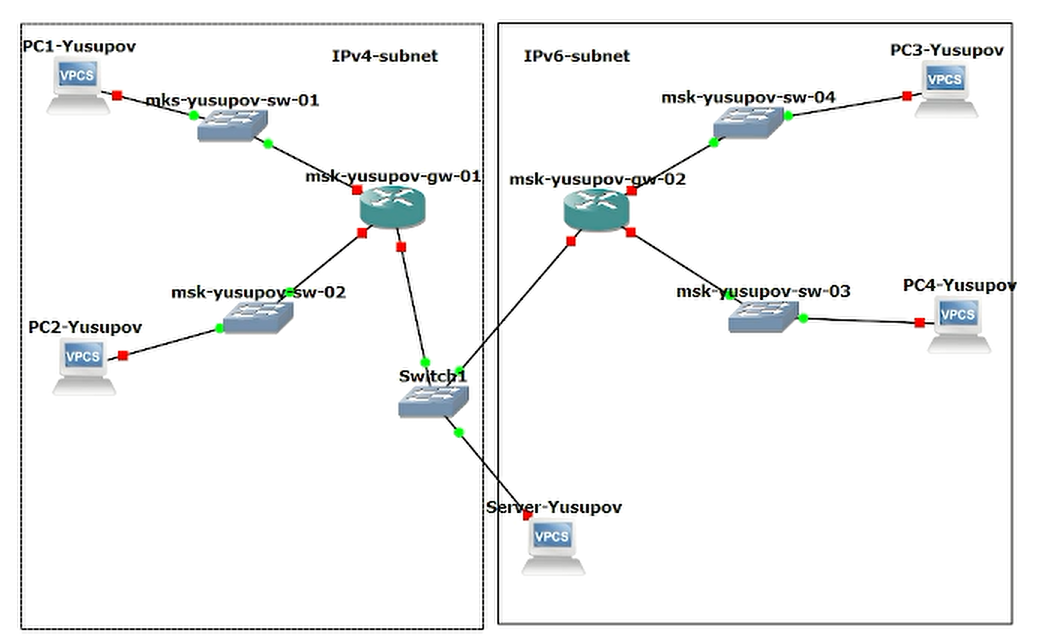 PC1-Yusupov
IPv4-subnet
VPCS
mks-yusupov-sw-01
msk-yusupov-gw-01
msk-yusupov-sw-02
PC2-Yusupov
VPCS
Switch1
IPv6-subnet
PC3-Yusupov
VPCS
msk-yusupov-sw-04
msk-yusupov-gw-02
msk-yusupov-sw-03
PC4-Yusupov
VPCS
Server-Yusupov
VPCS